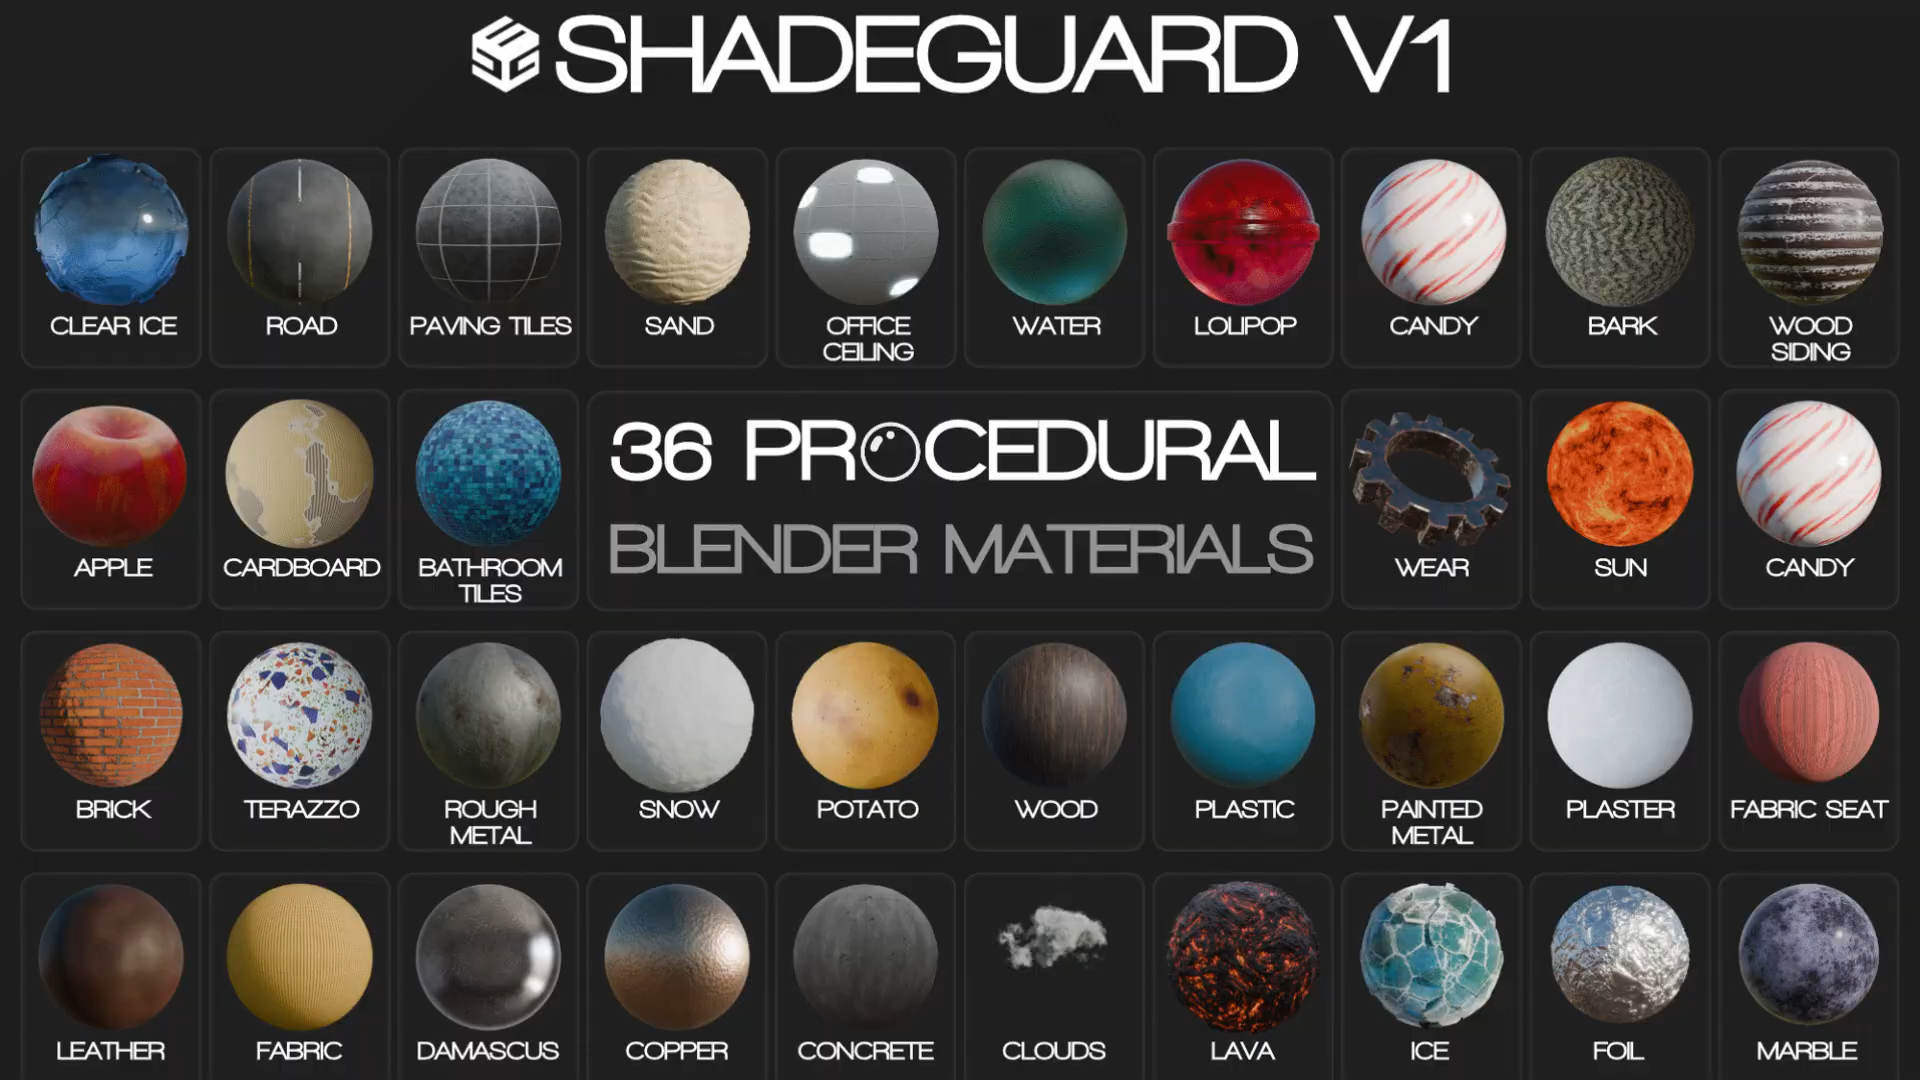 SHADEGUARD V1
CLEAR ICE
ROAD
PAVING TILES
SAND
OFFICE
CEILING
WATER
LOLIPOP
CANDY
BARK
WOOD
SIDING
APPLE
CARDBOARD
BATHROOM
TILES
36 PROCEDURAL
BLENDER MATERIALS
WEAR
SUN
CANDY
BRICK
TERAZZO
ROUGH
METAL
SNOW
POTATO
WOOD
PLASTIC
PAINTED
METAL
PLASTER
FABRIC SEAT
LEATHER
FABRIC
DAMASCUS
COPPER
CONCRETE
CLOUDS
LAVA
ICE
FOIL
MARBLE